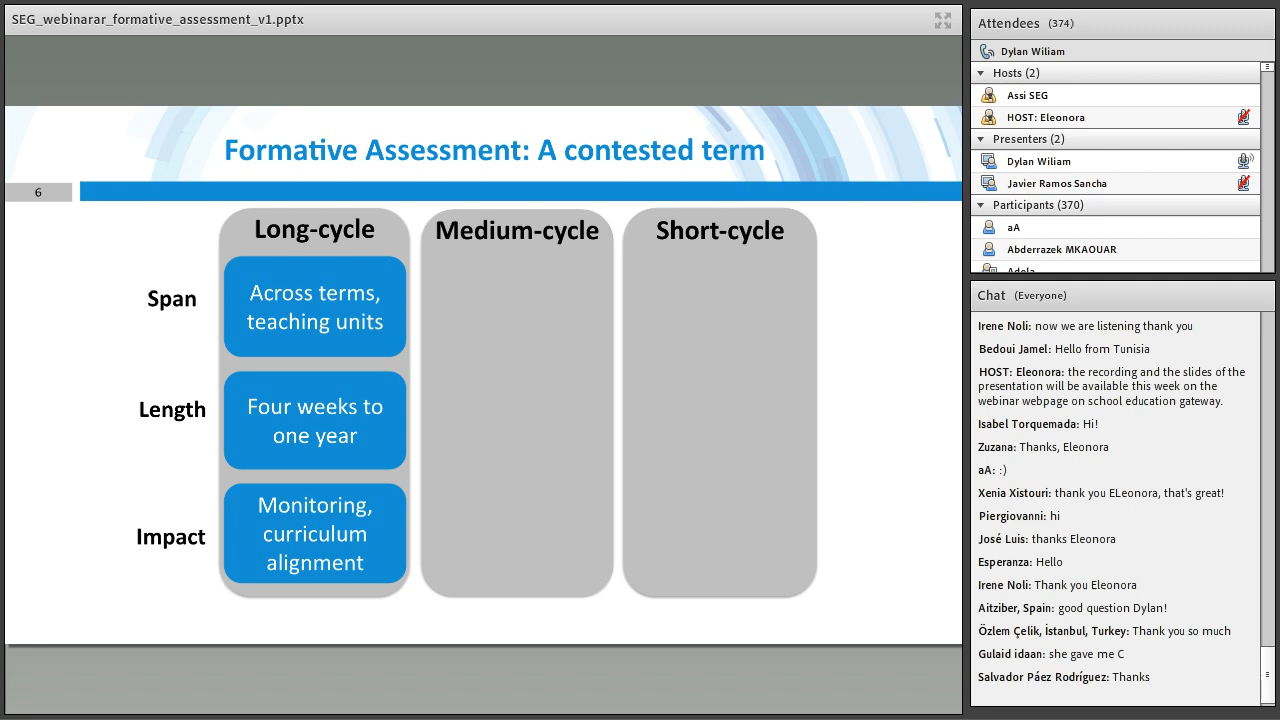 SEG_webinarar_formative_assessment_v1.pptx
Formative Assessment: A contested term
6
Long-cycle
Medium-cycle
Short-cycle
Span
Across terms,
teaching units
Length
Four weeks to
one year
Impact
Monitoring,
curriculum
alignment
Attendees (374)
Dylan Wiliam
Hosts (2)
Assi SEG
HOST: Eleonora
Presenters (2)
Dylan Wiliam
Javier Ramos Sancha
Participants (370)
aA
Abderrazek MKAOUAR
Adela
Chat (Everyone)
Irene Noli: now we are listening thank you
Bedoui Jamel: Hello from Tunisia
HOST: Eleonora: the recording and the slides of the
presentation will be available this week on the
webinar webpage on school education gateway.
Isabel Torquemada: Hi!
Zuzana: Thanks, Eleonora
aA: :)
Xenia Xistouri: thank you ELeonora, that's great!
Piergiovanni: hi
José Luis: thanks Eleonora
Esperanza: Hello
Irene Noli: Thank you Eleonora
Aitziber, Spain: good question Dylan!
Özlem Çelik, İstanbul, Turkey: Thank you so much
Gulaid idaan: she gave me C
Salvador Páez Rodríguez: Thanks